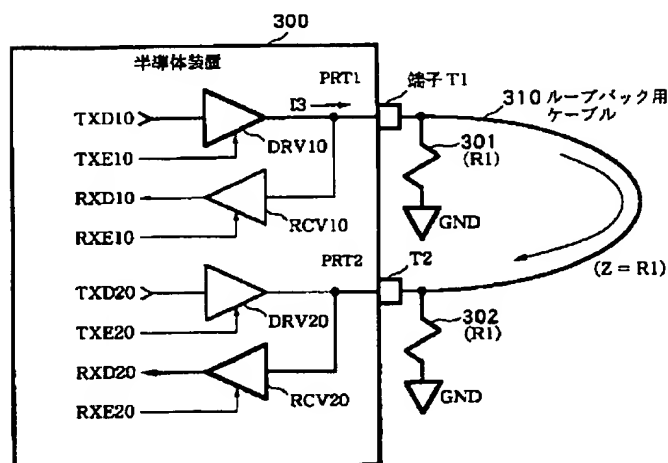 300
半導体装置
PRT1
端子 T1
310 ループバック用
ケーブル
TXD10
I3
DRV10
TXE10
301
(R1)
RXD10
RCV10
RXE10
GND
PRT2
T2
(Z = R1)
TXD20
DRV20
TXE20
302
(R1)
RXD20
RCV20
RXE20
GND